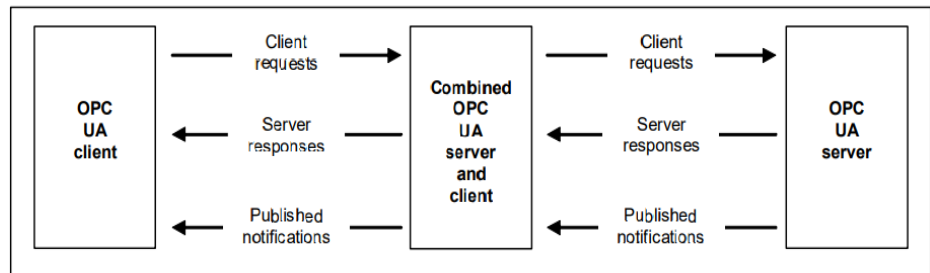 OPC
UA
client
Client
requests
Server
responses
Published
notifications
Combined
OPC
UA
server
and
client
Client
requests
Server
responses
Published
notifications
OPC
UA
server